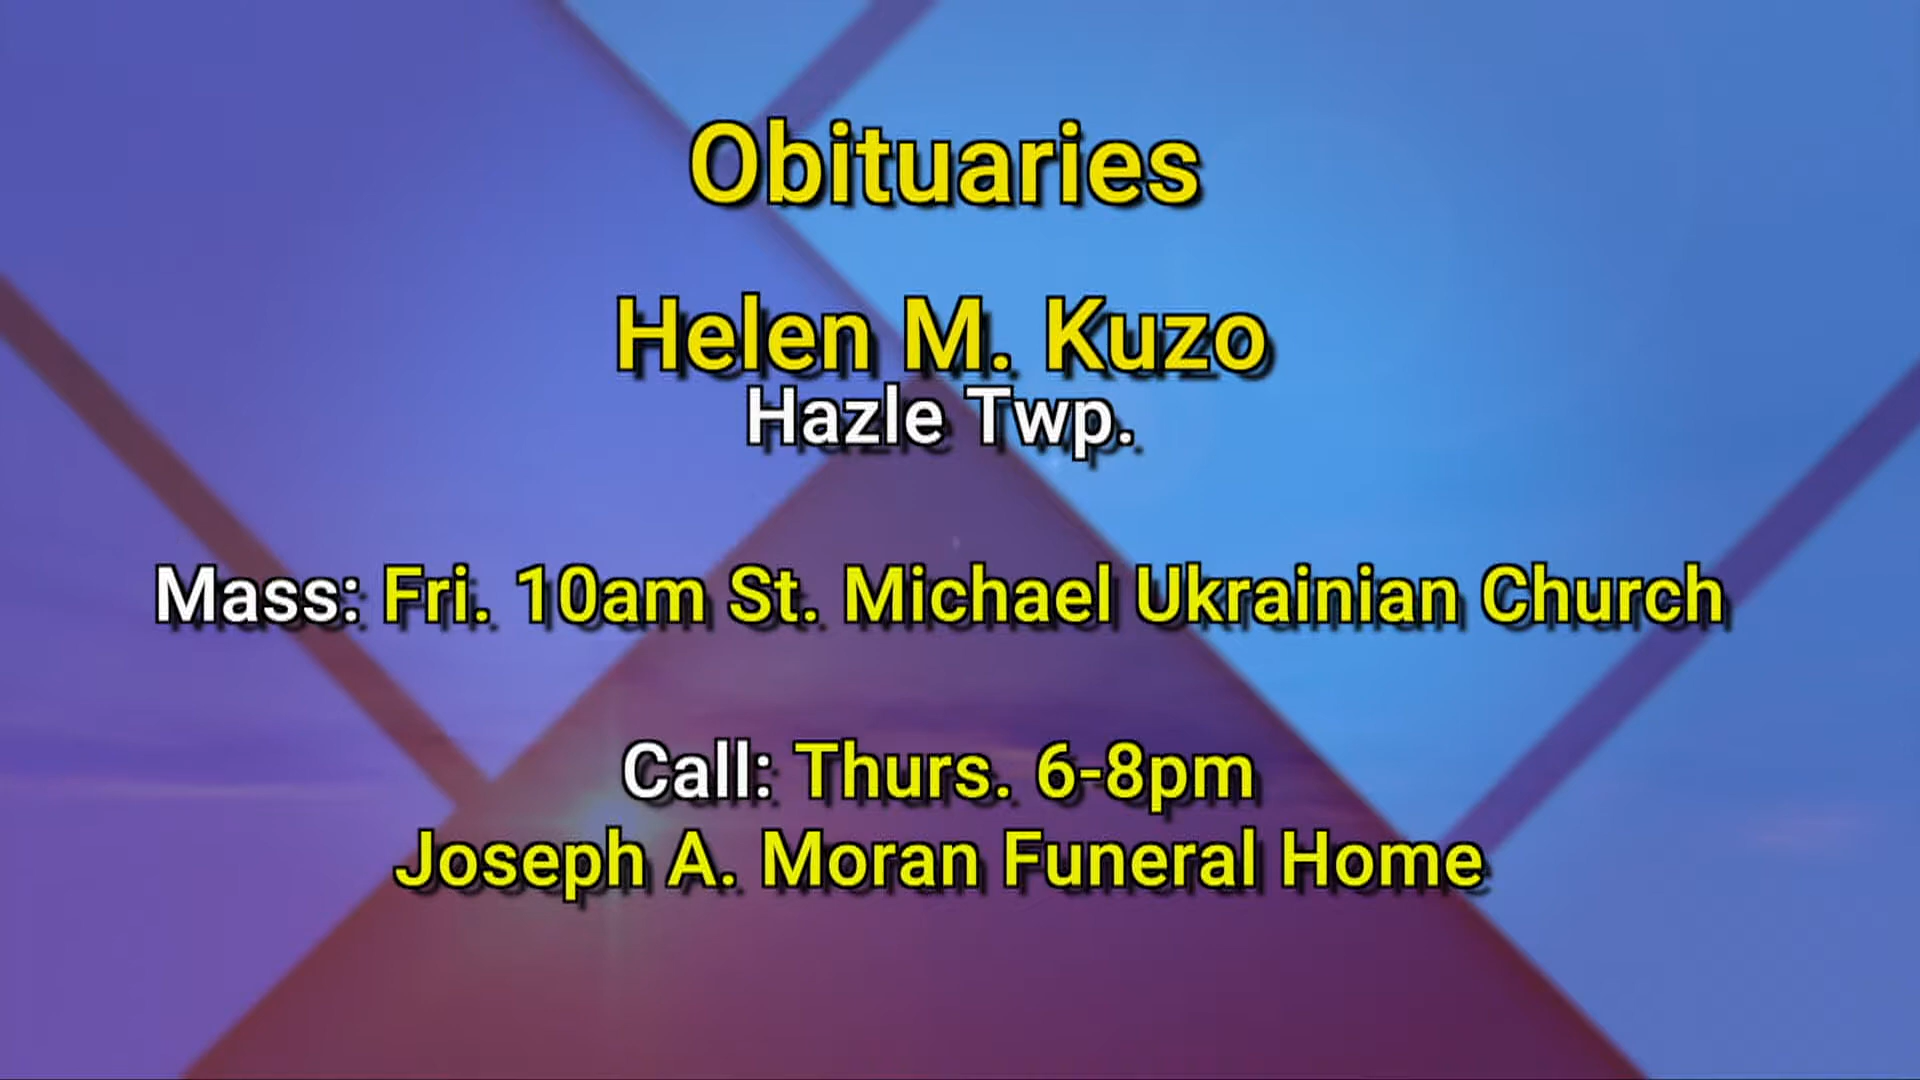 Obituaries
Helen M. Kuzo
Hazle Twp.
Mass: Fri. 10am St. Michael Ukrainian Church
Call: Thurs. 6-8pm
Joseph A. Moran Funeral Home